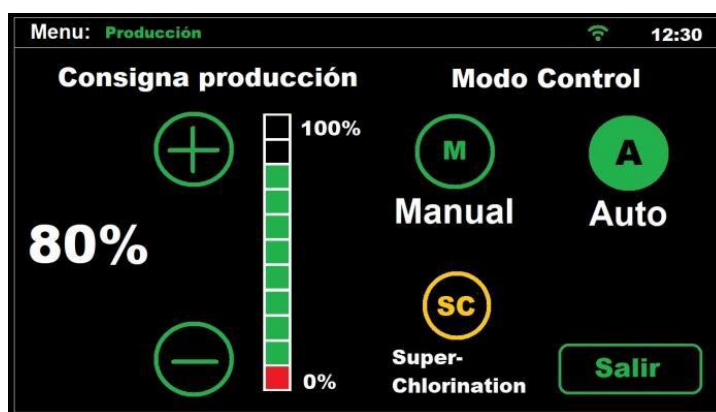 Menu: Producción
12:30
Consigna producción
Modo Control
100%
M
A
Manual
Auto
80%
SC
Super-
Chlorination
Salir
0%